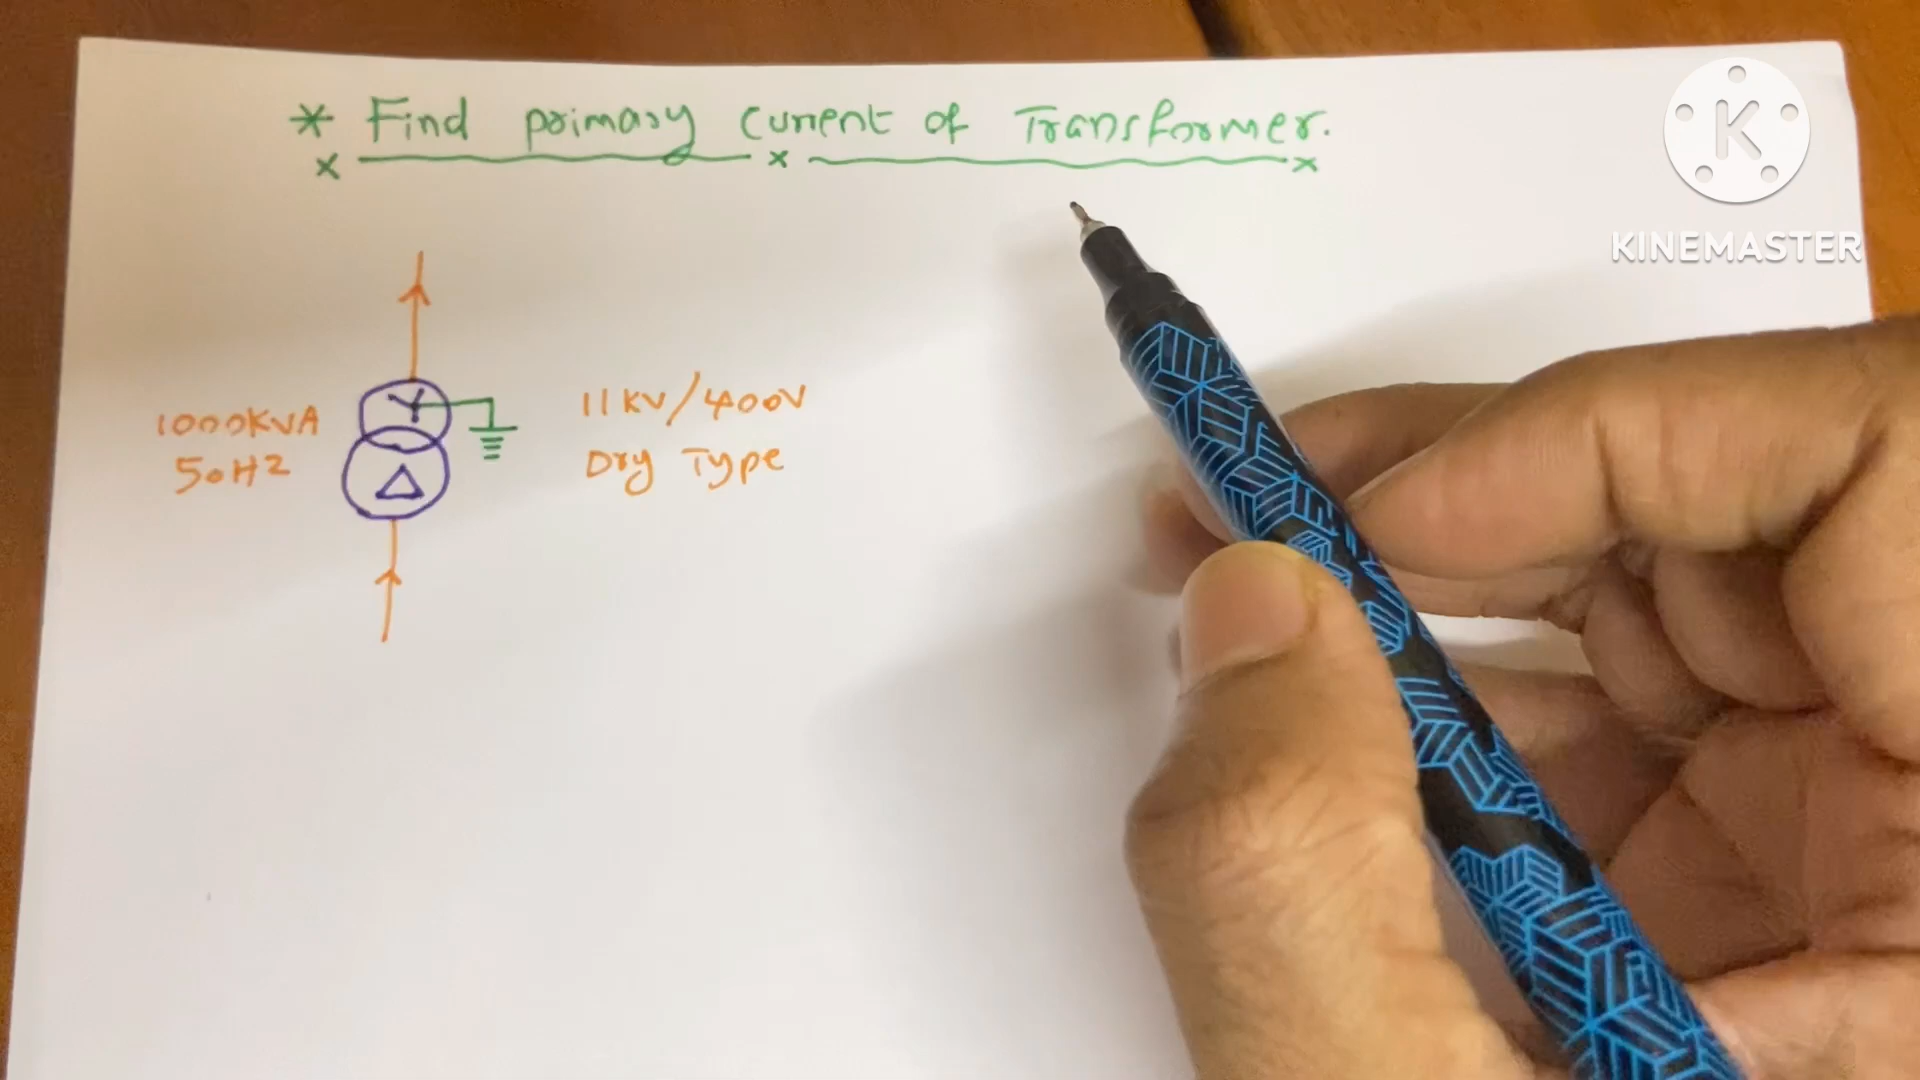 * Find primary current of Transformer.
KINEMASTER
1000KVA
50HZ
11KV/400V
Dry Type